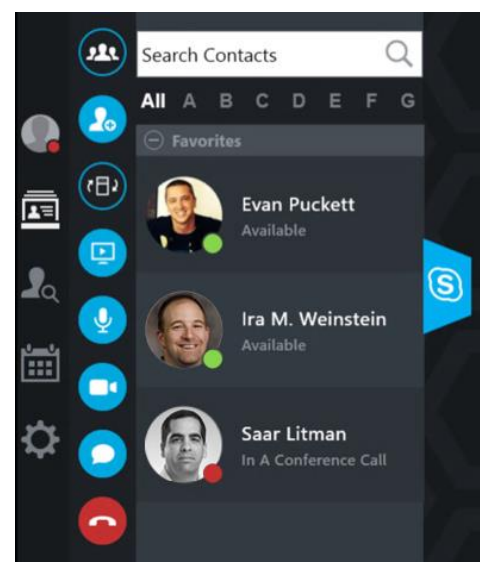 Search Contacts
All A B C D E F G
Favorites
Evan Puckett
Available
Ira M. Weinstein
Available
S
Saar Litman
In A Conference Call